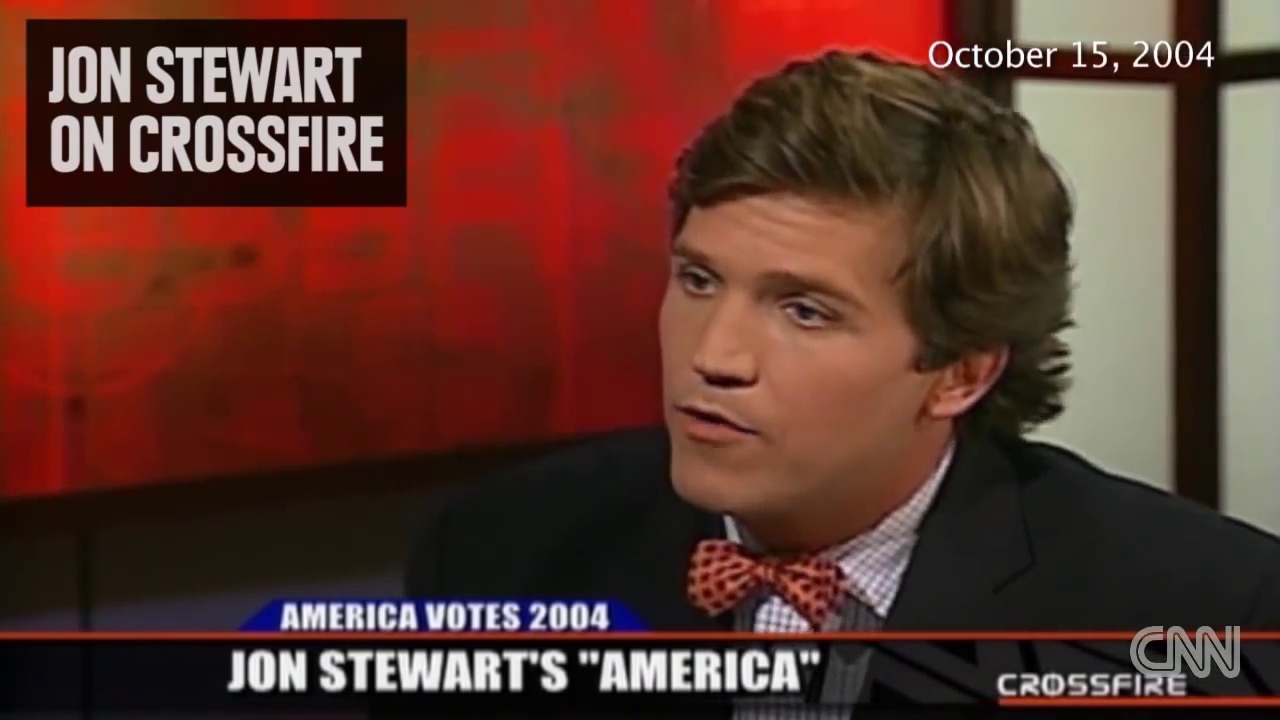 JON STEWART
ON CROSSFIRE
October 15, 2004
AMERICA VOTES 2004
JON STEWART'S "AMERICA"
CNN
CROSSFIRE